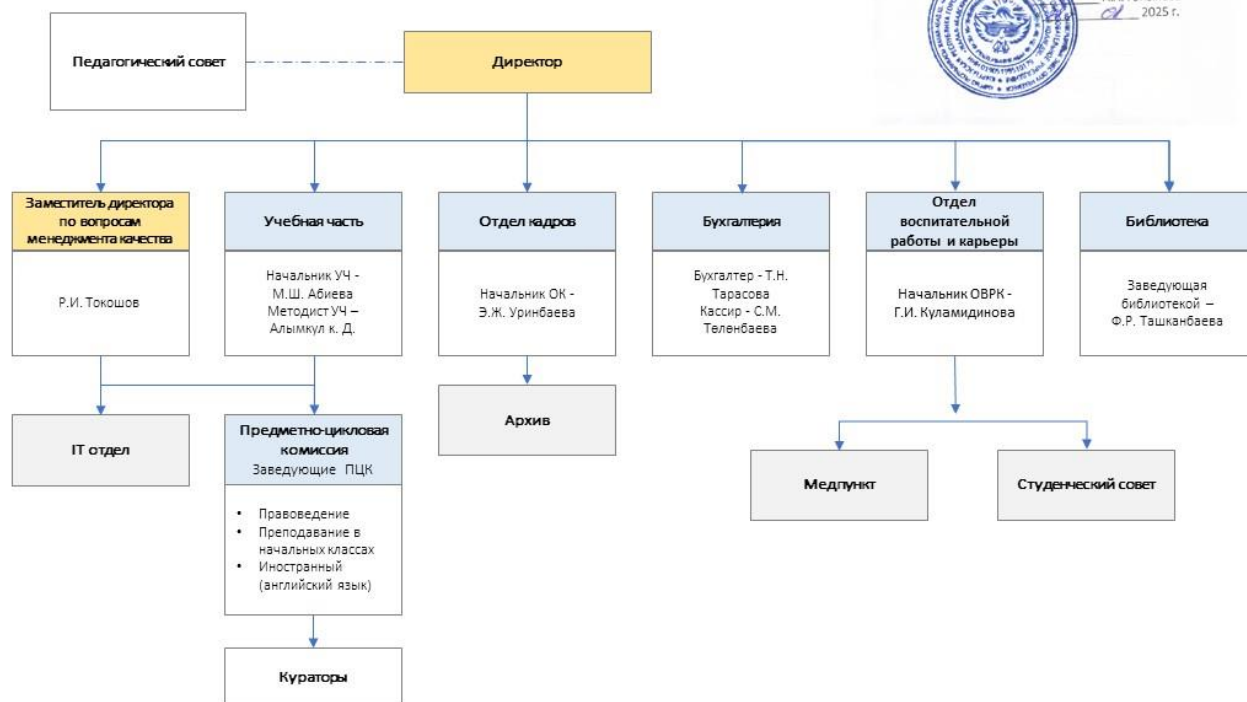 2025 г.
Педагогический совет
Директор
Заместитель директора
по вопросам
менеджмента качества
Р.И. Токошов
Учебная часть
Начальник УЧ -
М.Ш. Абиева
Методист УЧ –
Алымкул к. Д.
Отдел кадров
Начальник ОК -
Э.Ж. Уринбаева
Бухгалтерия
Бухгалтер - Т.Н.
Тарасова
Кассир - С.М.
Төлөнбаева
Отдел
воспитательной
работы и карьеры
Начальник ОВРК -
Г.И. Куламидинова
Библиотека
Заведующая
библиотекой –
Ф.Р. Ташканбаева
IT отдел
Предметно-цикловая
комиссия
Заведующие ПЦК
• Правоведение
• Преподавание в
начальных классах
• Иностранный
(английский язык)
Архив
Медпункт
Студенческий совет
Кураторы